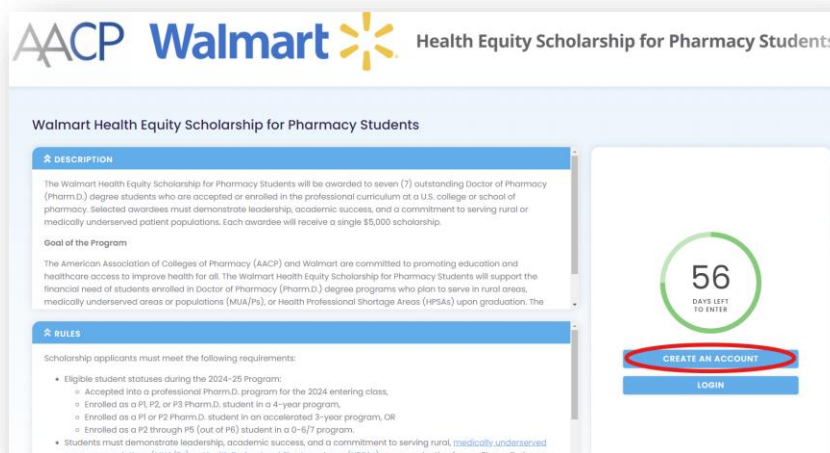 AACP Walmart Health Equity Scholarship for Pharmacy Students
Walmart Health Equity Scholarship for Pharmacy Students
DESCRIPTION
The Walmart Health Equity Scholarship for Pharmacy Students will be awarded to seven (7) outstanding Doctor of Pharmacy
(Pharm.D.) degree students who are accepted or enrolled in the professional curriculum at a U.S. college or school of
pharmacy. Selected awardees must demonstrate leadership, academic success, and a commitment to serving rural or
medically underserved patient populations. Each awardee will receive a single $5,000 scholarship.
Goal of the Program
The American Association of Colleges of Pharmacy (AACP) and Walmart are committed to promoting education and
healthcare access to improve health for all. The Walmart Health Equity Scholarship for Pharmacy Students will support the
financial need of students enrolled in Doctor of Pharmacy (Pharm.D.) degree programs who plan to serve in rural areas,
medically underserved areas or populations (MUA/Ps), or Health Professional Shortage Areas (HPSAs) upon graduation. The
RULES
Scholarship applicants must meet the following requirements:
• Eligible student statuses during the 2024-25 Program:
Accepted into a professional Pharm.D. program for the 2024 entering class,
Enrolled as a P1, P2, or P3 Pharm.D. student in a 4-year program,
Enrolled as a P1 or P2 Pharm.D. student in an accelerated 3-year program, OR
Enrolled as a P2 through P5 (out of P6) student in a 0-6/7 program.
• Students must demonstrate leadership, academic success, and a commitment to serving rural, medically underserved
56
DAYS LEFT
TO ENTER
CREATE AN ACCOUNT
LOGIN